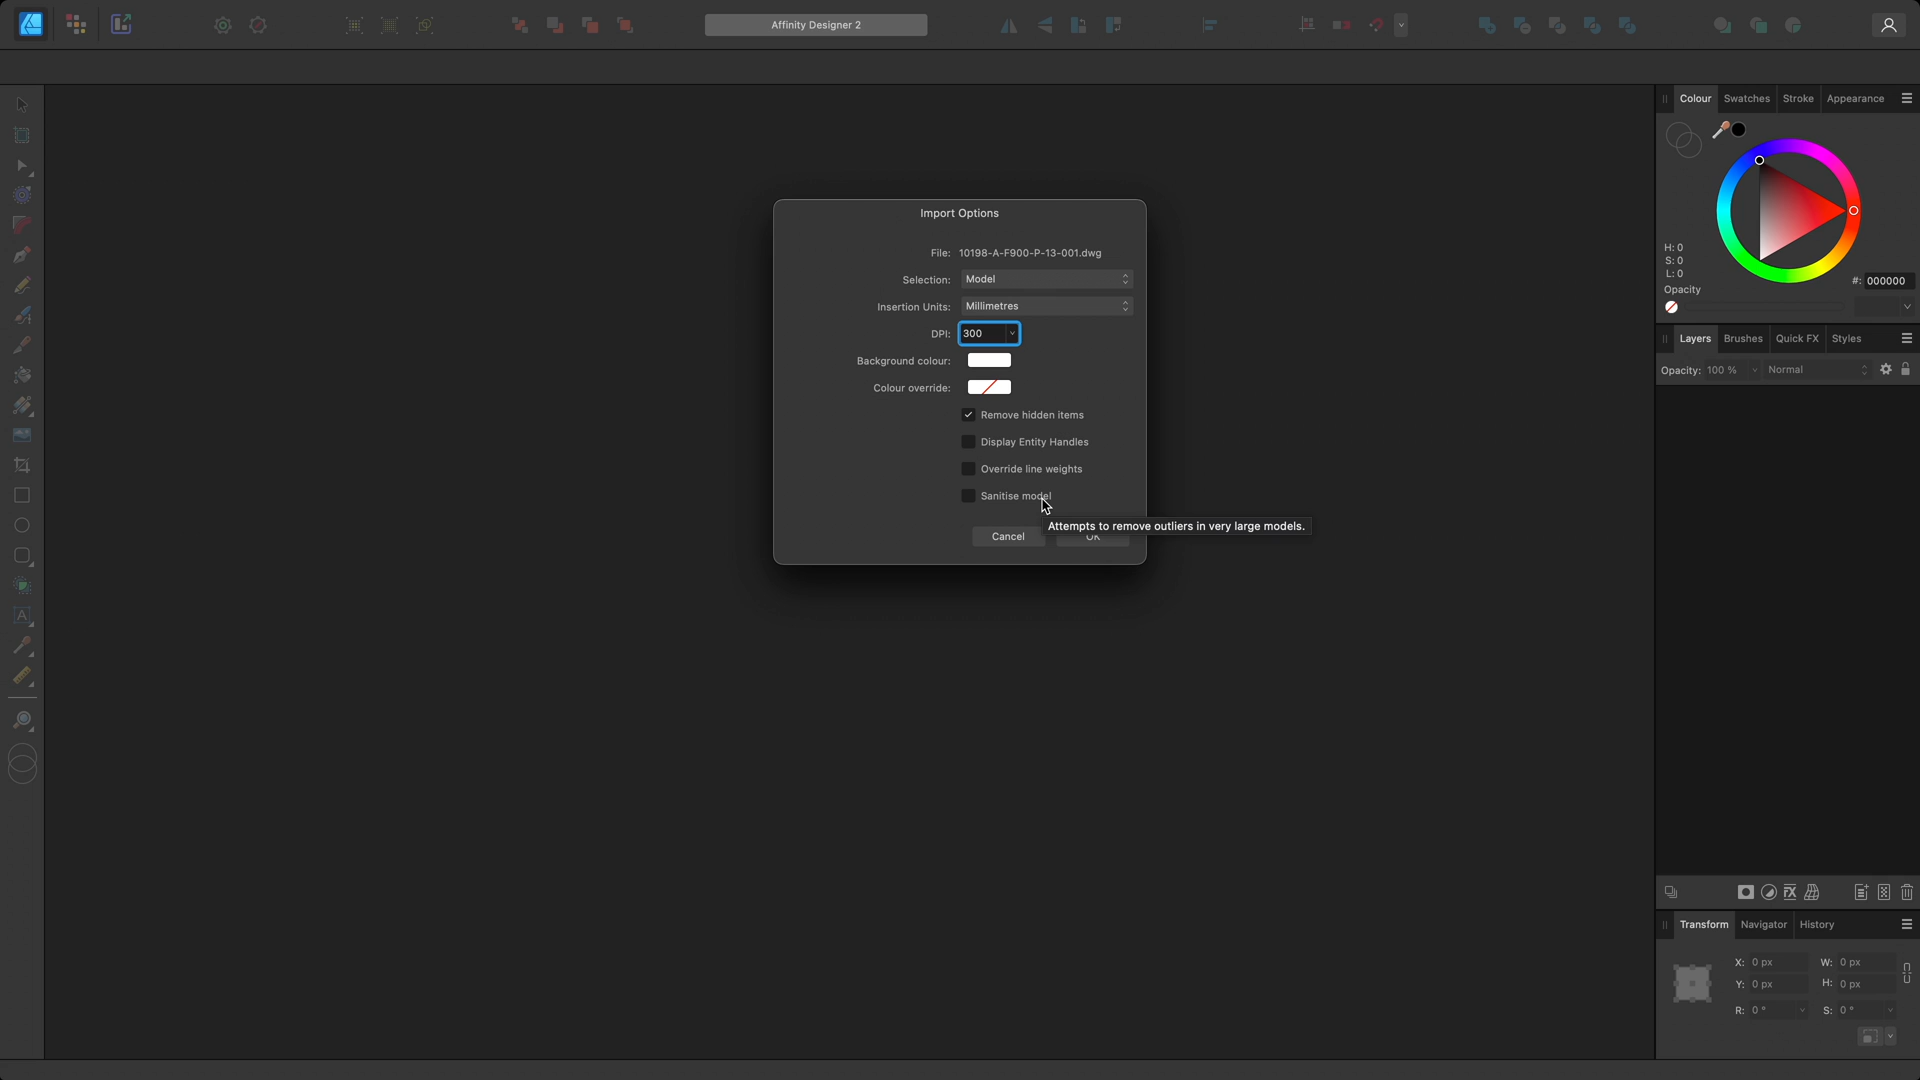 Affinity Designer 2
Colour Swatches Stroke Appearance
H: 0
S: 0
L: 0
#: 000000
Opacity
Layers Brushes Quick FX Styles
Opacity: 100 % Normal
Import Options
File: 10198-A-F900-P-13-001.dwg
Selection: Model
Insertion Units: Millimetres
DPI: 300
Background colour:
Colour override:
Remove hidden items
Display Entity Handles
Override line weights
Sanitise model
Attempts to remove outliers in very large models.
Cancel OK
Transform Navigator History
X: 0 px W: 0 px
Y: 0 px H: 0 px
R: 0 ° S: 0 °